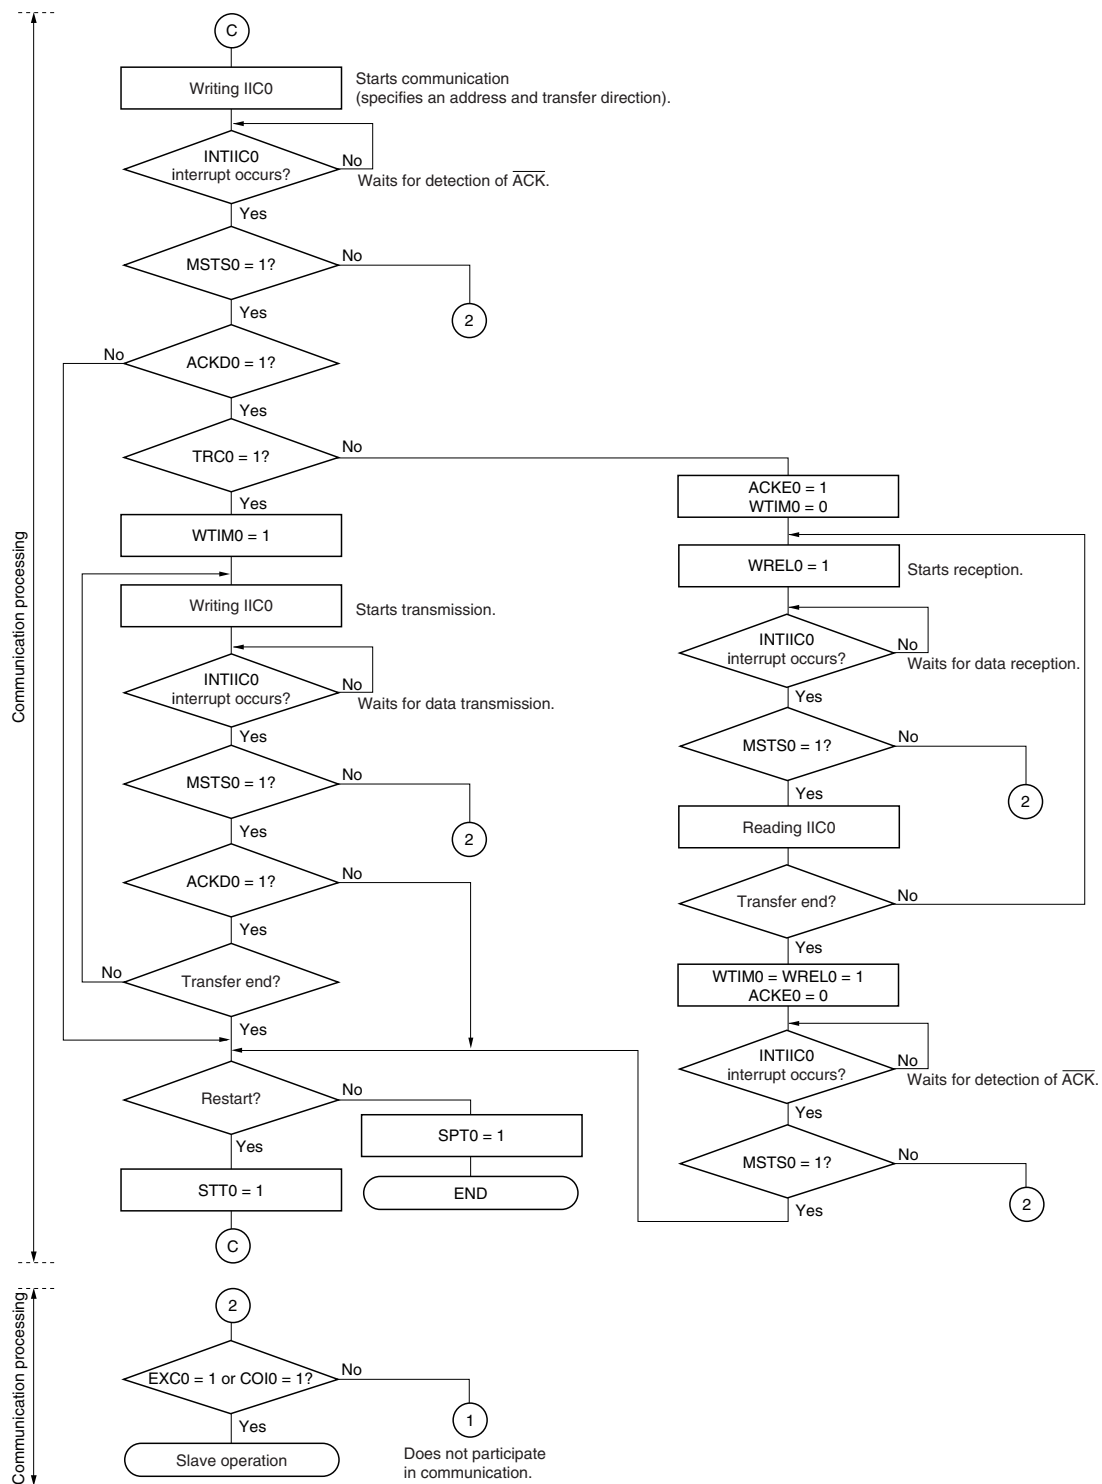 C
Writing IIC0
Starts communication
(specifies an address and transfer direction).
INTIIC0
interrupt occurs?
No
Waits for detection of ACK.
Yes
MSTS0 = 1?
No
2
Yes
ACKD0 = 1?
No
Yes
TRC0 = 1?
No
Yes
WTIM0 = 1
Writing IIC0
Starts transmission.
INTIIC0
interrupt occurs?
No
Waits for data transmission.
Yes
MSTS0 = 1?
No
2
Yes
ACKD0 = 1?
No
Yes
Transfer end?
No
Yes
Restart?
No
SPT0 = 1
END
Yes
STT0 = 1
C
ACKE0 = 1
WTIM0 = 0
WREL0 = 1
Starts reception.
INTIIC0
interrupt occurs?
No
Waits for data reception.
Yes
MSTS0 = 1?
No
2
Yes
Reading IIC0
Transfer end?
No
Yes
WTIM0 = WREL0 = 1
ACKE0 = 0
INTIIC0
interrupt occurs?
No
Waits for detection of ACK.
Yes
MSTS0 = 1?
No
2
Yes
Communication processing
2
EXC0 = 1 or COI0 = 1?
No
1
Does not participate
in communication.
Yes
Slave operation
Communication processing